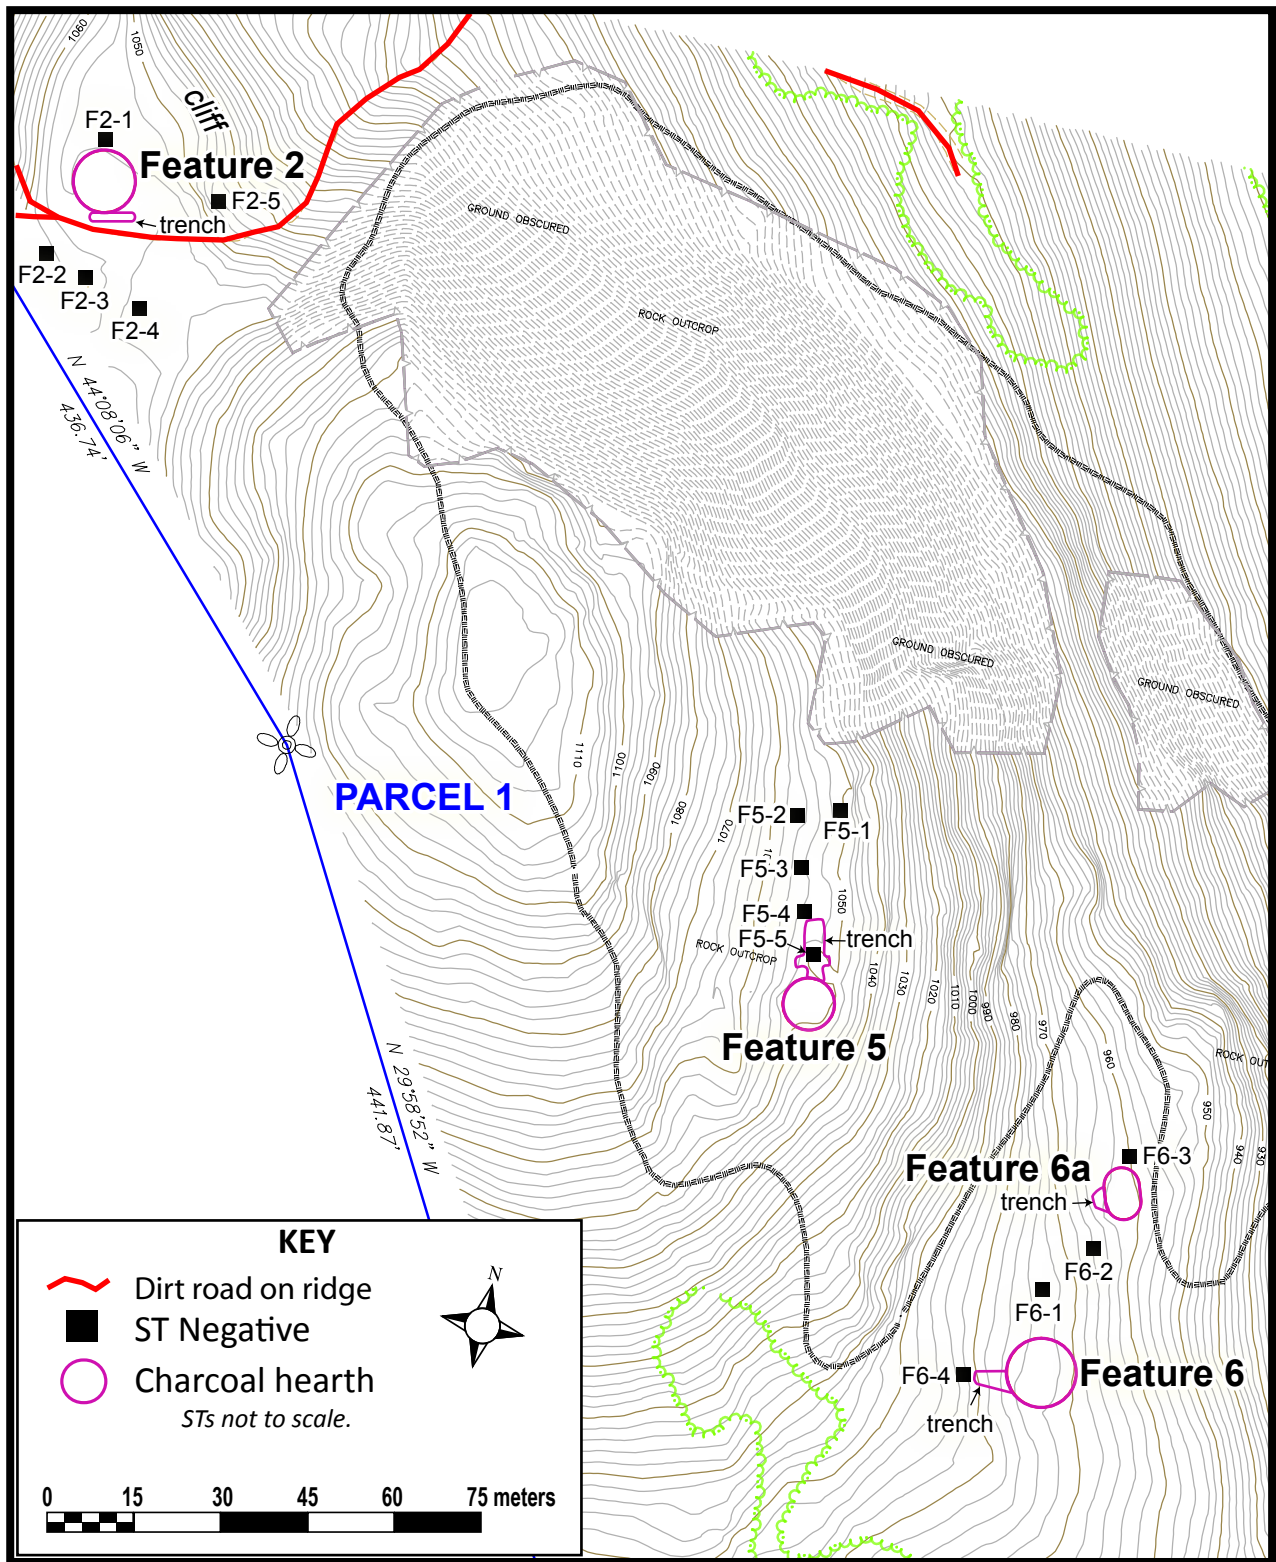 1060
1050
cliff
F2-1
Feature 2
F2-5
trench
F2-2
F2-3
F2-4
GROUND OBSCURED
ROCK OUTCROP
N 44°08'06" W
436.74'
GROUND OBSCURED
GROUND OBSCURED
PARCEL 1
1110
1100
1090
1080
1070
F5-2
F5-1
F5-3
1050
F5-4
F5-5
trench
ROCK OUTCROP
1040
1030
1020
1010
1000
990
980
970
960
950
940
930
Feature 5
ROCK OUT
N 29°58'52" W
441.87'
F6-3
Feature 6a
trench
F6-2
F6-1
F6-4
Feature 6
trench
KEY
Dirt road on ridge
N
ST Negative
Charcoal hearth
STs not to scale.
0 15 30 45 60 75 meters